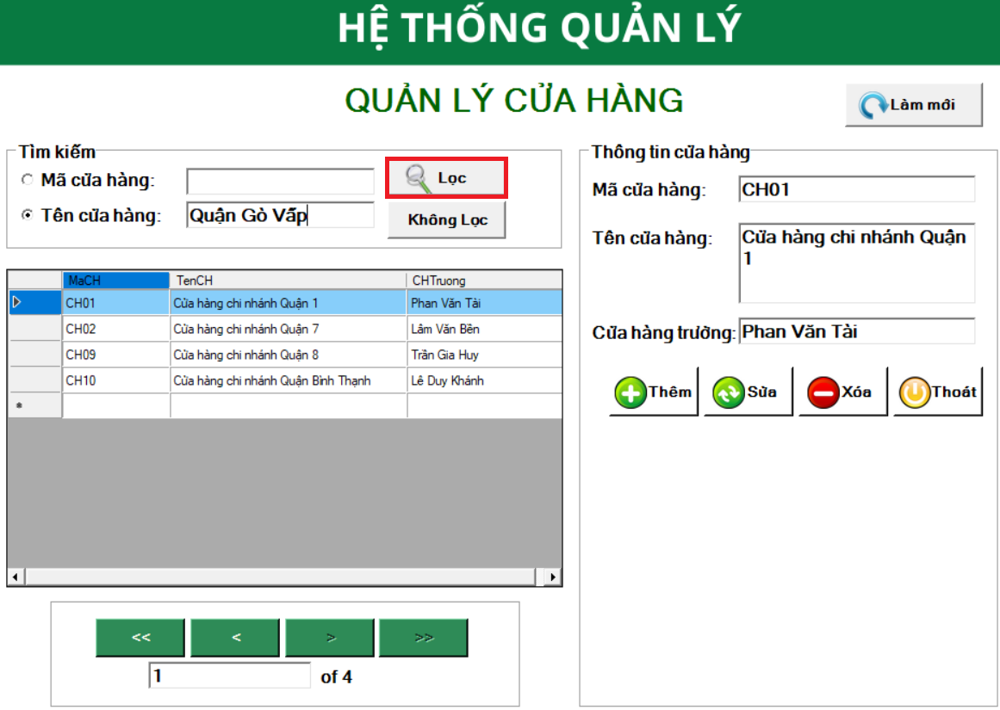 HỆ THỐNG QUẢN LÝ
QUẢN LÝ CỬA HÀNG
Làm mới
Tìm kiếm
Mã cửa hàng:
Lọc
Tên cửa hàng: Quận Gò Vấp
Không Lọc
MaCH TenCH CHTruong
CH01 Cửa hàng chi nhánh Quận 1 Phan Văn Tài
CH02 Cửa hàng chi nhánh Quận 7 Lâm Văn Bền
CH09 Cửa hàng chi nhánh Quận 8 Trần Gia Huy
CH10 Cửa hàng chi nhánh Quận Bình Thạnh Lê Duy Khánh
*
<< < > >>
1 of 4
Thông tin cửa hàng
Mã cửa hàng: CH01
Tên cửa hàng: Cửa hàng chi nhánh Quận
1
Cửa hàng trưởng: Phan Văn Tài
Thêm Sửa Xóa Thoát